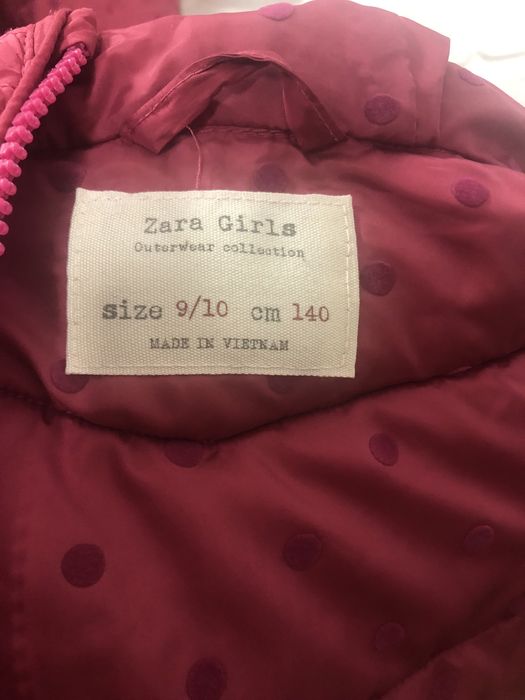 Zara Girls
Outerwear collection
size 9/10 cm 140
MADE IN VIETNAM